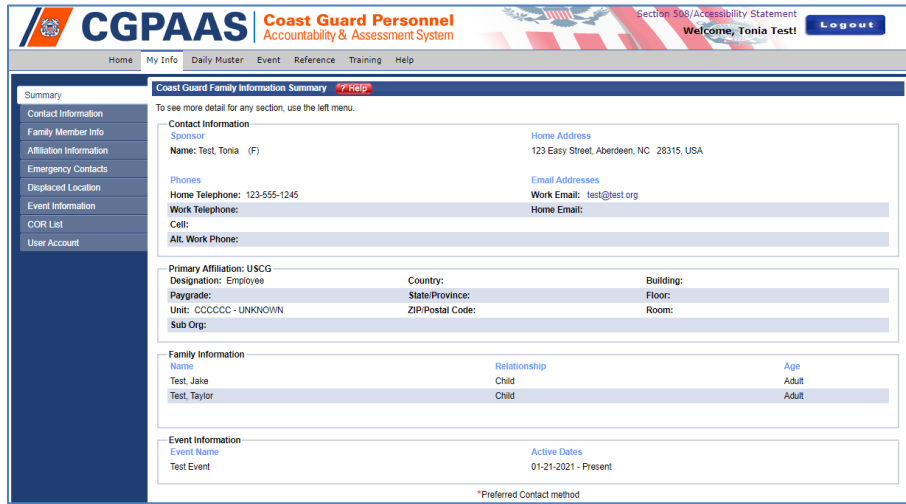 CGPAAS Coast Guard Personnel Accountability & Assessment System
Section 508/Accessibility Statement
Welcome, Tonia Test! Logout
Home My Info Daily Muster Event Reference Training Help
Summary
Contact Information
Family Member Info
Affiliation Information
Emergency Contacts
Displaced Location
Event Information
COR List
User Account
Coast Guard Family Information Summary ? Help
To see more detail for any section, use the left menu.
Contact Information
Sponsor Home Address
Name: Test, Tonia (F) 123 Easy Street, Aberdeen, NC 28315, USA
Phones Email Addresses
Home Telephone: 123-555-1245 Work Email: test@test.org
Work Telephone: Home Email:
Cell:
Alt. Work Phone:
Primary Affiliation: USCG
Designation: Employee Country: Building:
Paygrade: State/Province: Floor:
Unit: CCCCCC - UNKNOWN ZIP/Postal Code: Room:
Sub Org:
Family Information
Name Relationship Age
Test, Jake Child Adult
Test, Taylor Child Adult
Event Information
Event Name Active Dates
Test Event 01-21-2021 - Present
*Preferred Contact method